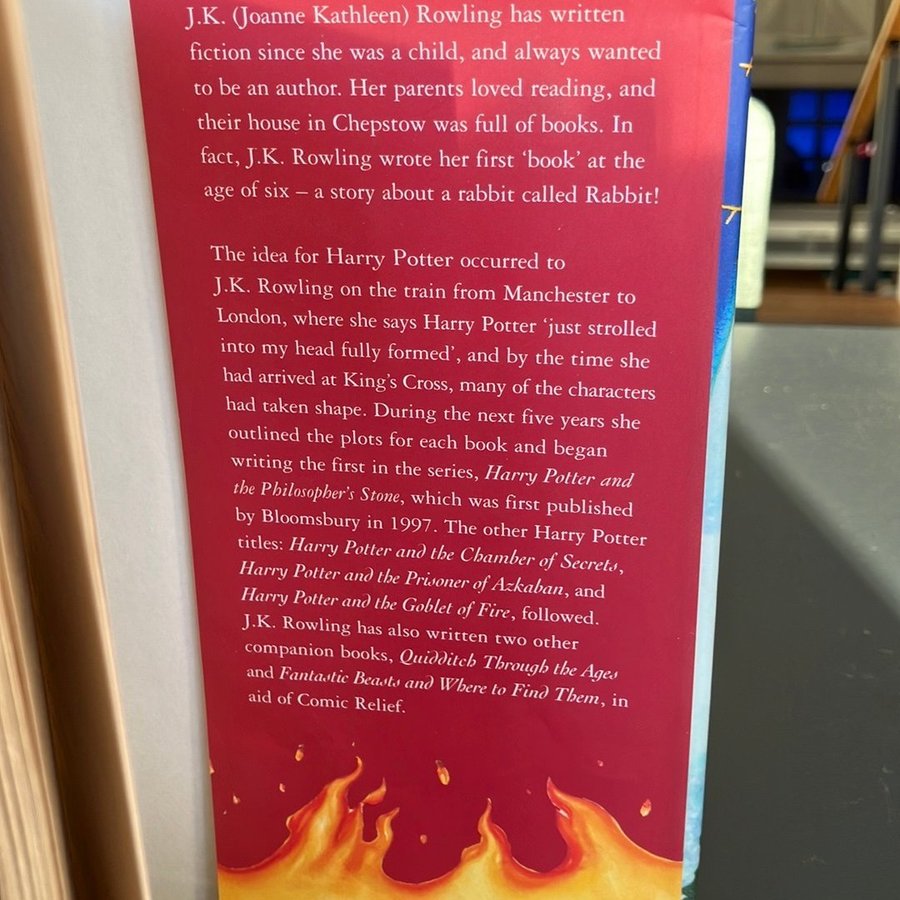 J.K. (Joanne Kathleen) Rowling has written
fiction since she was a child, and always wanted
to be an author. Her parents loved reading, and
their house in Chepstow was full of books. In
fact, J.K. Rowling wrote her first ‘book’ at the
age of six – a story about a rabbit called Rabbit!
The idea for Harry Potter occurred to
J.K. Rowling on the train from Manchester to
London, where she says Harry Potter ‘just strolled
into my head fully formed’, and by the time she
had arrived at King’s Cross, many of the characters
had taken shape. During the next five years she
outlined the plots for each book and began
writing the first in the series, Harry Potter and
the Philosopher’s Stone, which was first published
by Bloomsbury in 1997. The other Harry Potter
titles: Harry Potter and the Chamber of Secrets,
Harry Potter and the Prisoner of Azkaban, and
Harry Potter and the Goblet of Fire, followed.
J.K. Rowling has also written two other
companion books, Quidditch Through the Ages
and Fantastic Beasts and Where to Find Them, in
aid of Comic Relief.